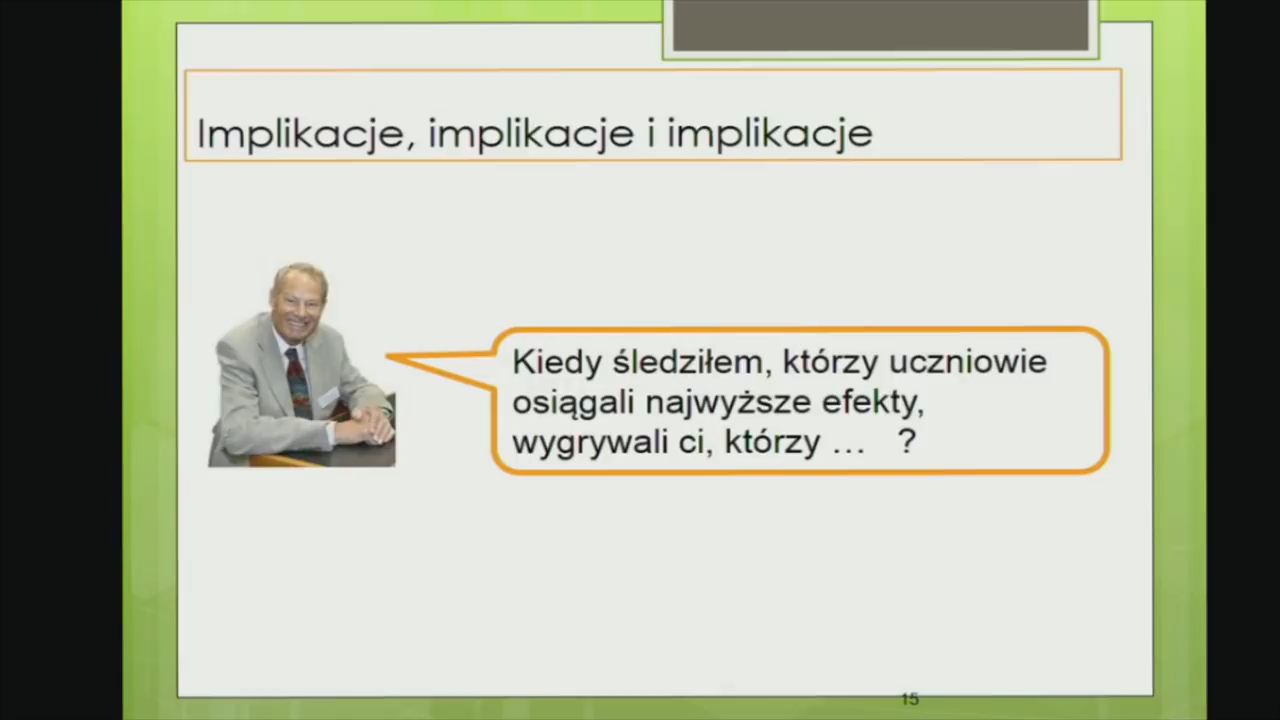 Implikacje, implikacje i implikacje
Kiedy śledziłem, którzy uczniowie
osiągali najwyższe efekty,
wygrywali ci, którzy … ?
15